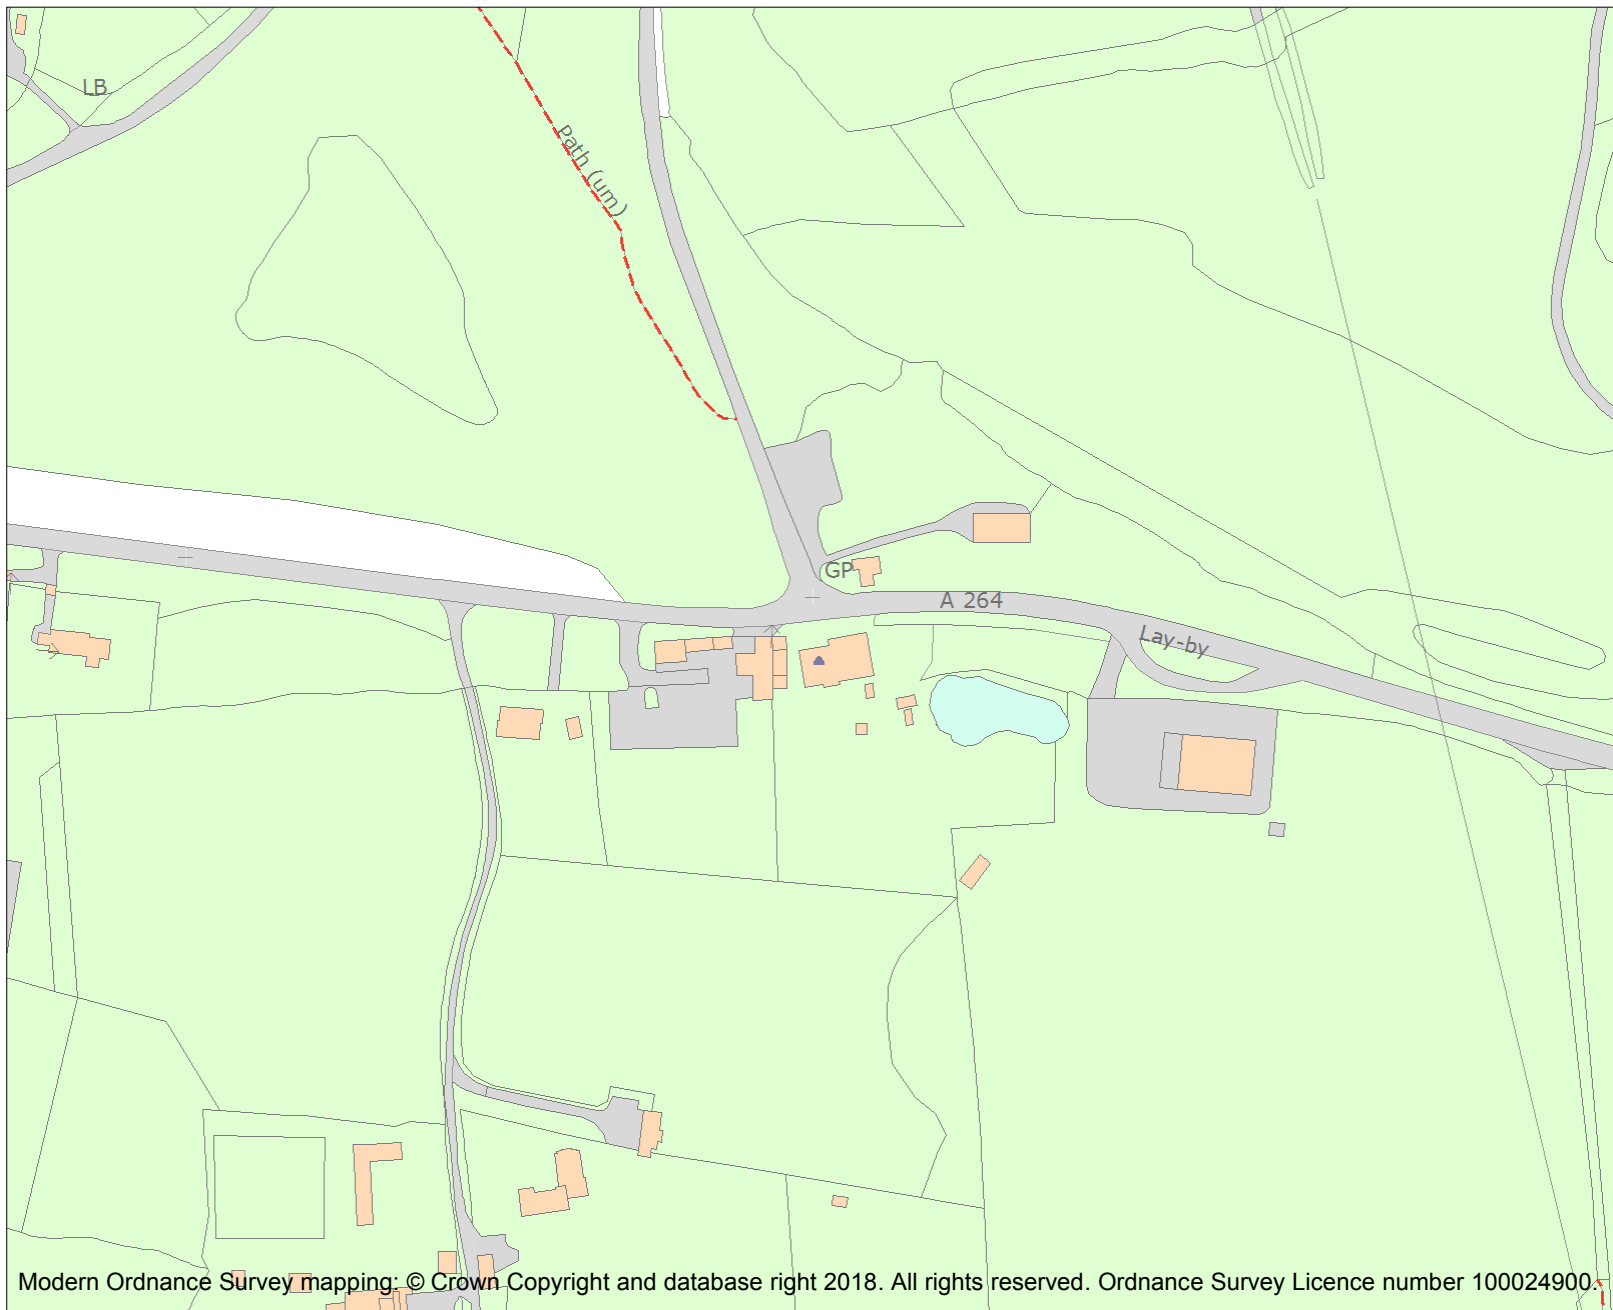 LB
Path (um)
GP
A 264
Lay-by
Modern Ordnance Survey mapping: © Crown Copyright and database right 2018. All rights reserved. Ordnance Survey Licence number 100024900.